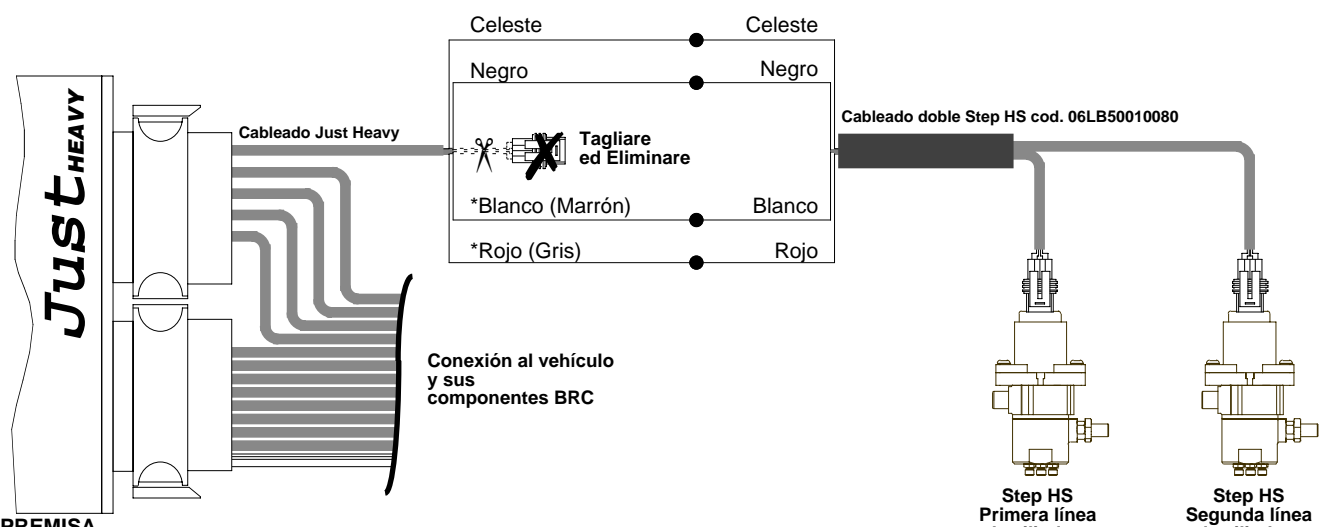 Celeste
Celeste
Negro
Negro
Just HEAVY
Cableado Just Heavy
Tagliare
ed Eliminare
Cableado doble Step HS cod. 06LB50010080
*Blanco (Marrón)
Blanco
*Rojo (Gris)
Rojo
Conexión al vehículo
y sus
componentes BRC
Step HS
Primera línea
Step HS
Segunda línea
PREMISA